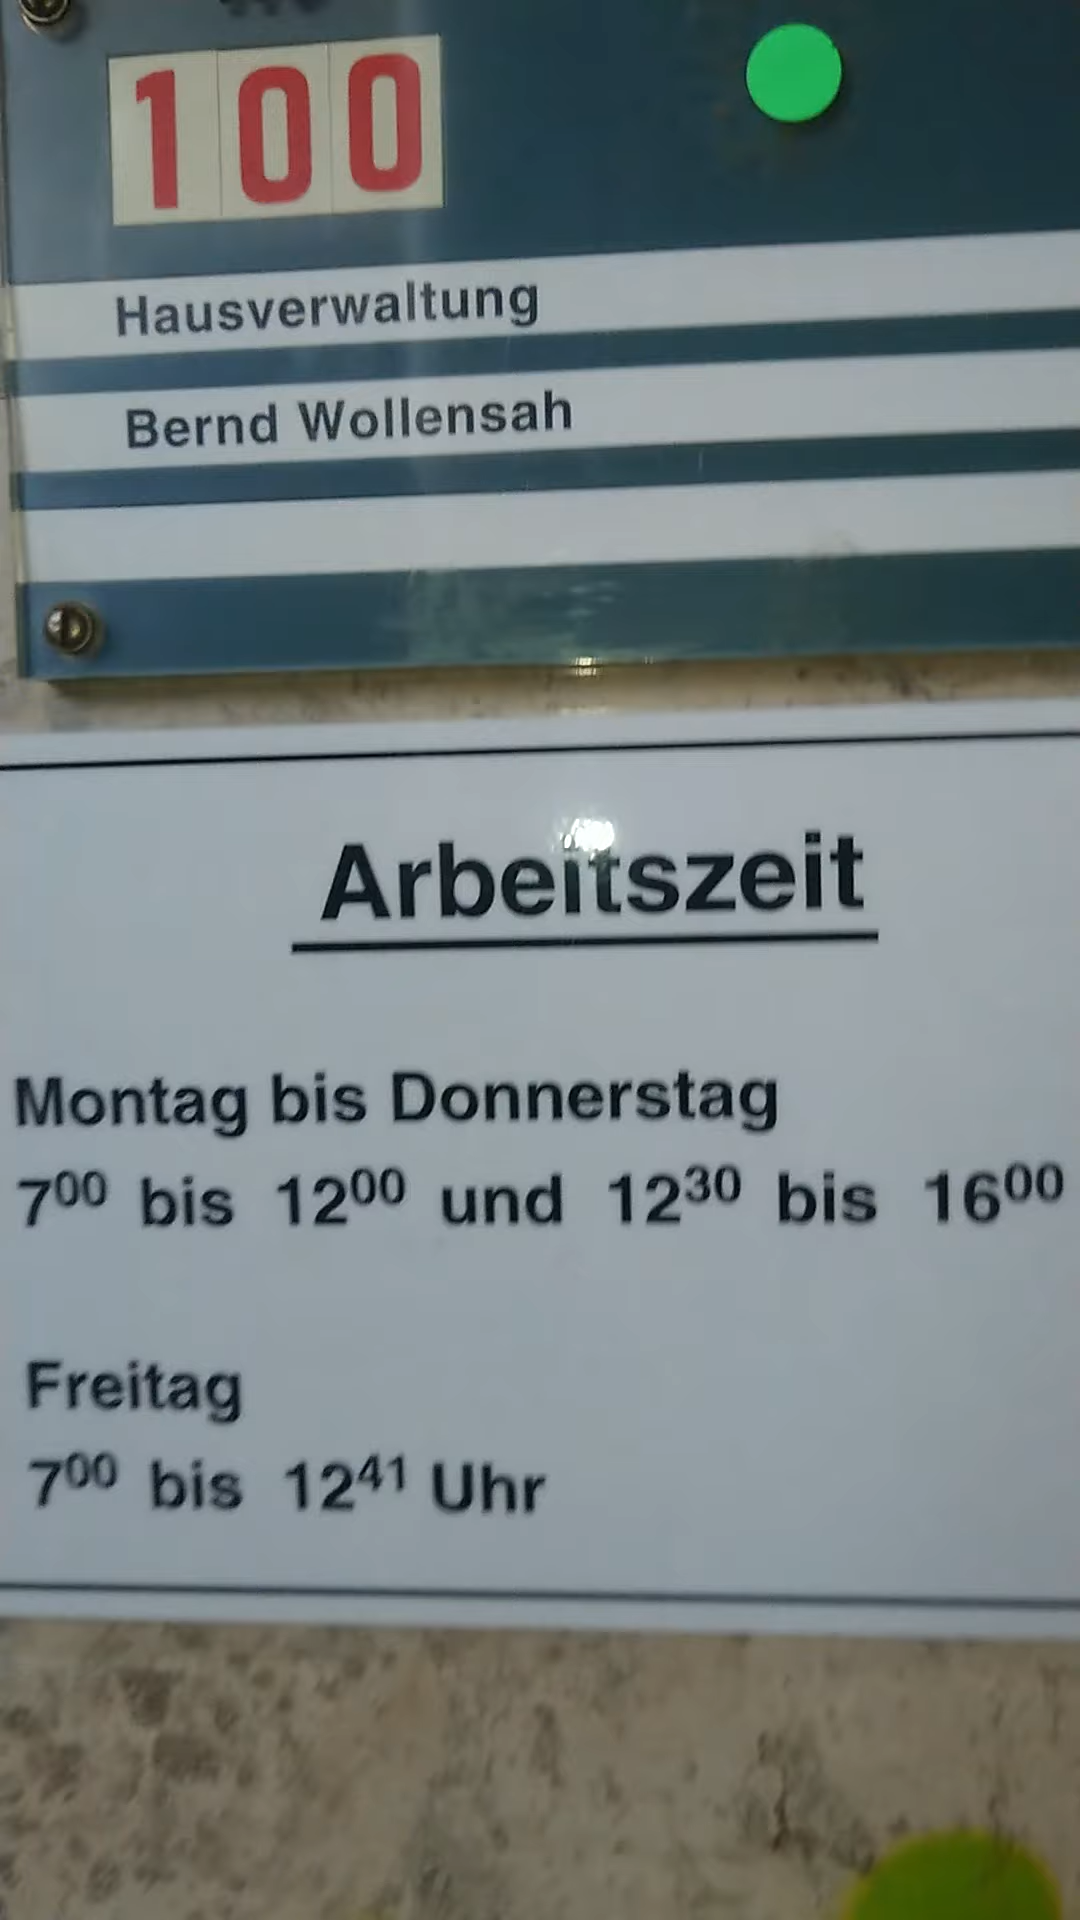 100
Hausverwaltung
Bernd Wollensah
Arbeitszeit
Montag bis Donnerstag
7⁰⁰ bis 12⁰⁰ und 12³⁰ bis 16⁰⁰
Freitag
7⁰⁰ bis 12⁴¹ Uhr